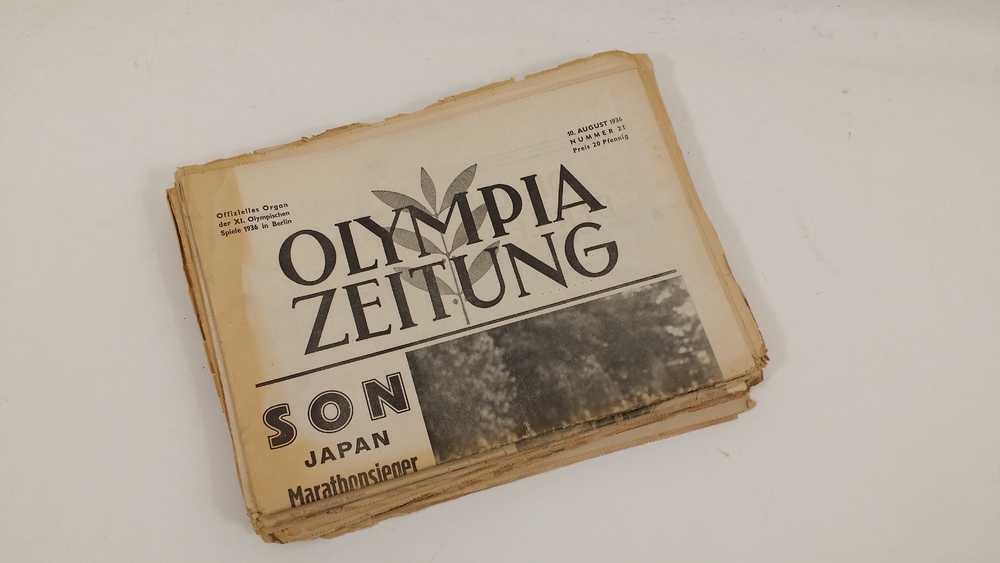 10. AUGUST 1936
NUMMER 21
Preis 20 Pfennig
Offizielles Organ
der XI. Olympischen
Spiele 1936 in Berlin
OLYMPIA
ZEITUNG
SON
JAPAN
Marathonsieger